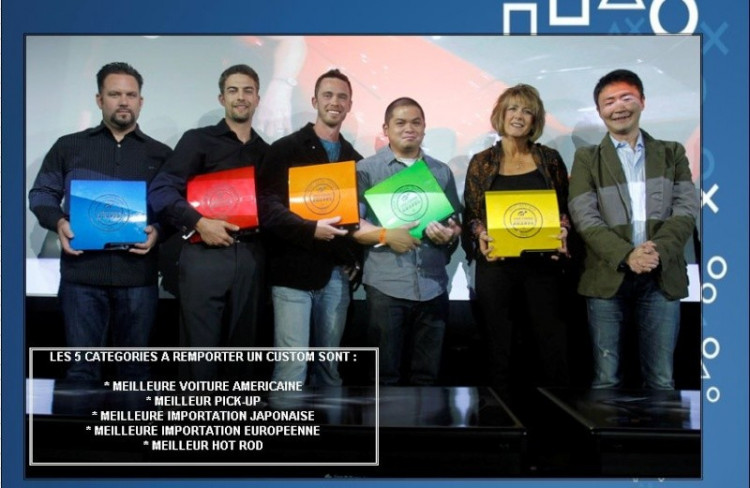 LES 5 CATEGORIES A REMPORTER UN CUSTOM SONT :
* MEILLEURE VOITURE AMERICAINE
* MEILLEUR PICK-UP
* MEILLEURE IMPORTATION JAPONAISE
* MEILLEURE IMPORTATION EUROPEENNE
* MEILLEUR HOT ROD